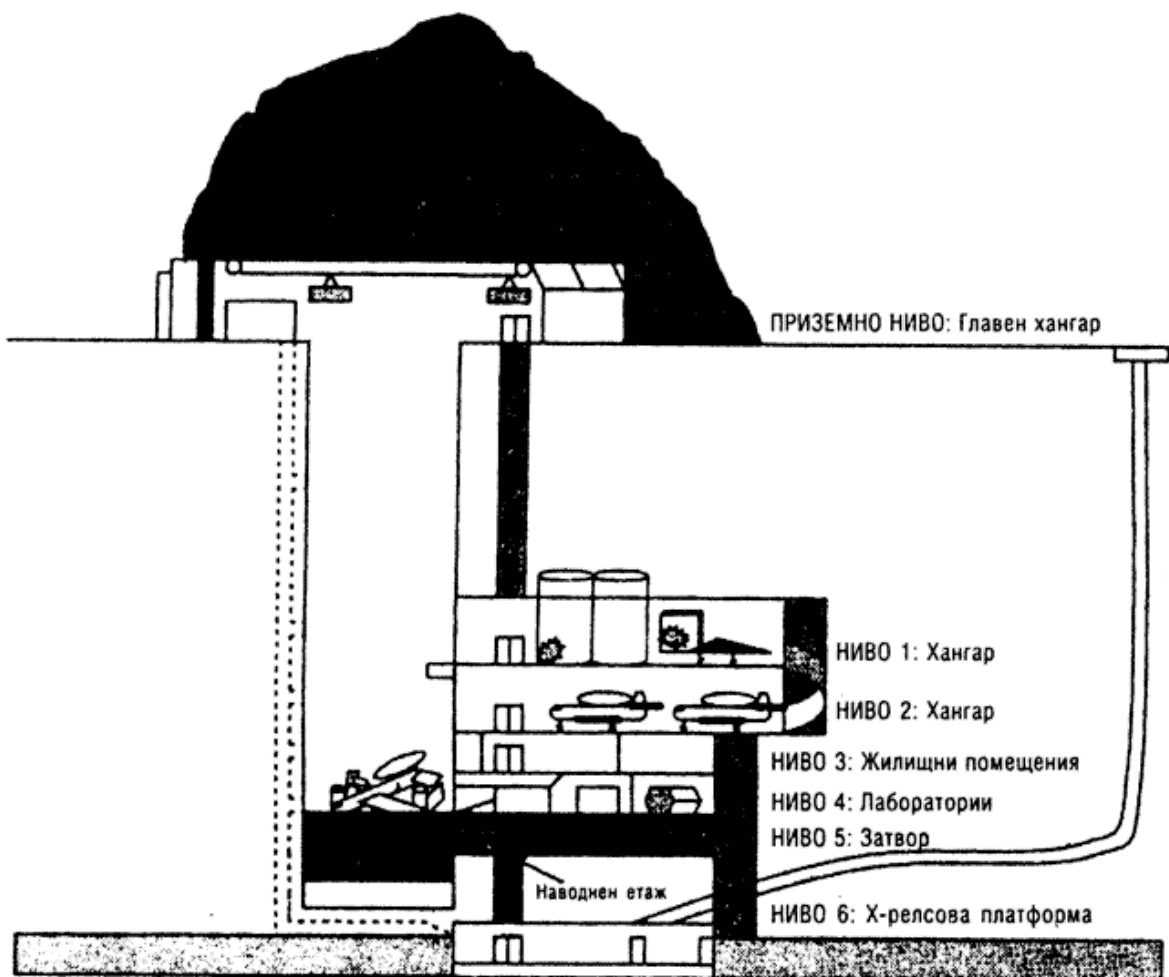 ПРИЗЕМНО НИВО: Главен хангар
НИВО 1: Хангар
НИВО 2: Хангар
НИВО 3: Жилищни помещения
НИВО 4: Лаборатории
НИВО 5: Затвор
Наводнен етаж
НИВО 6: Х-релсова платформа